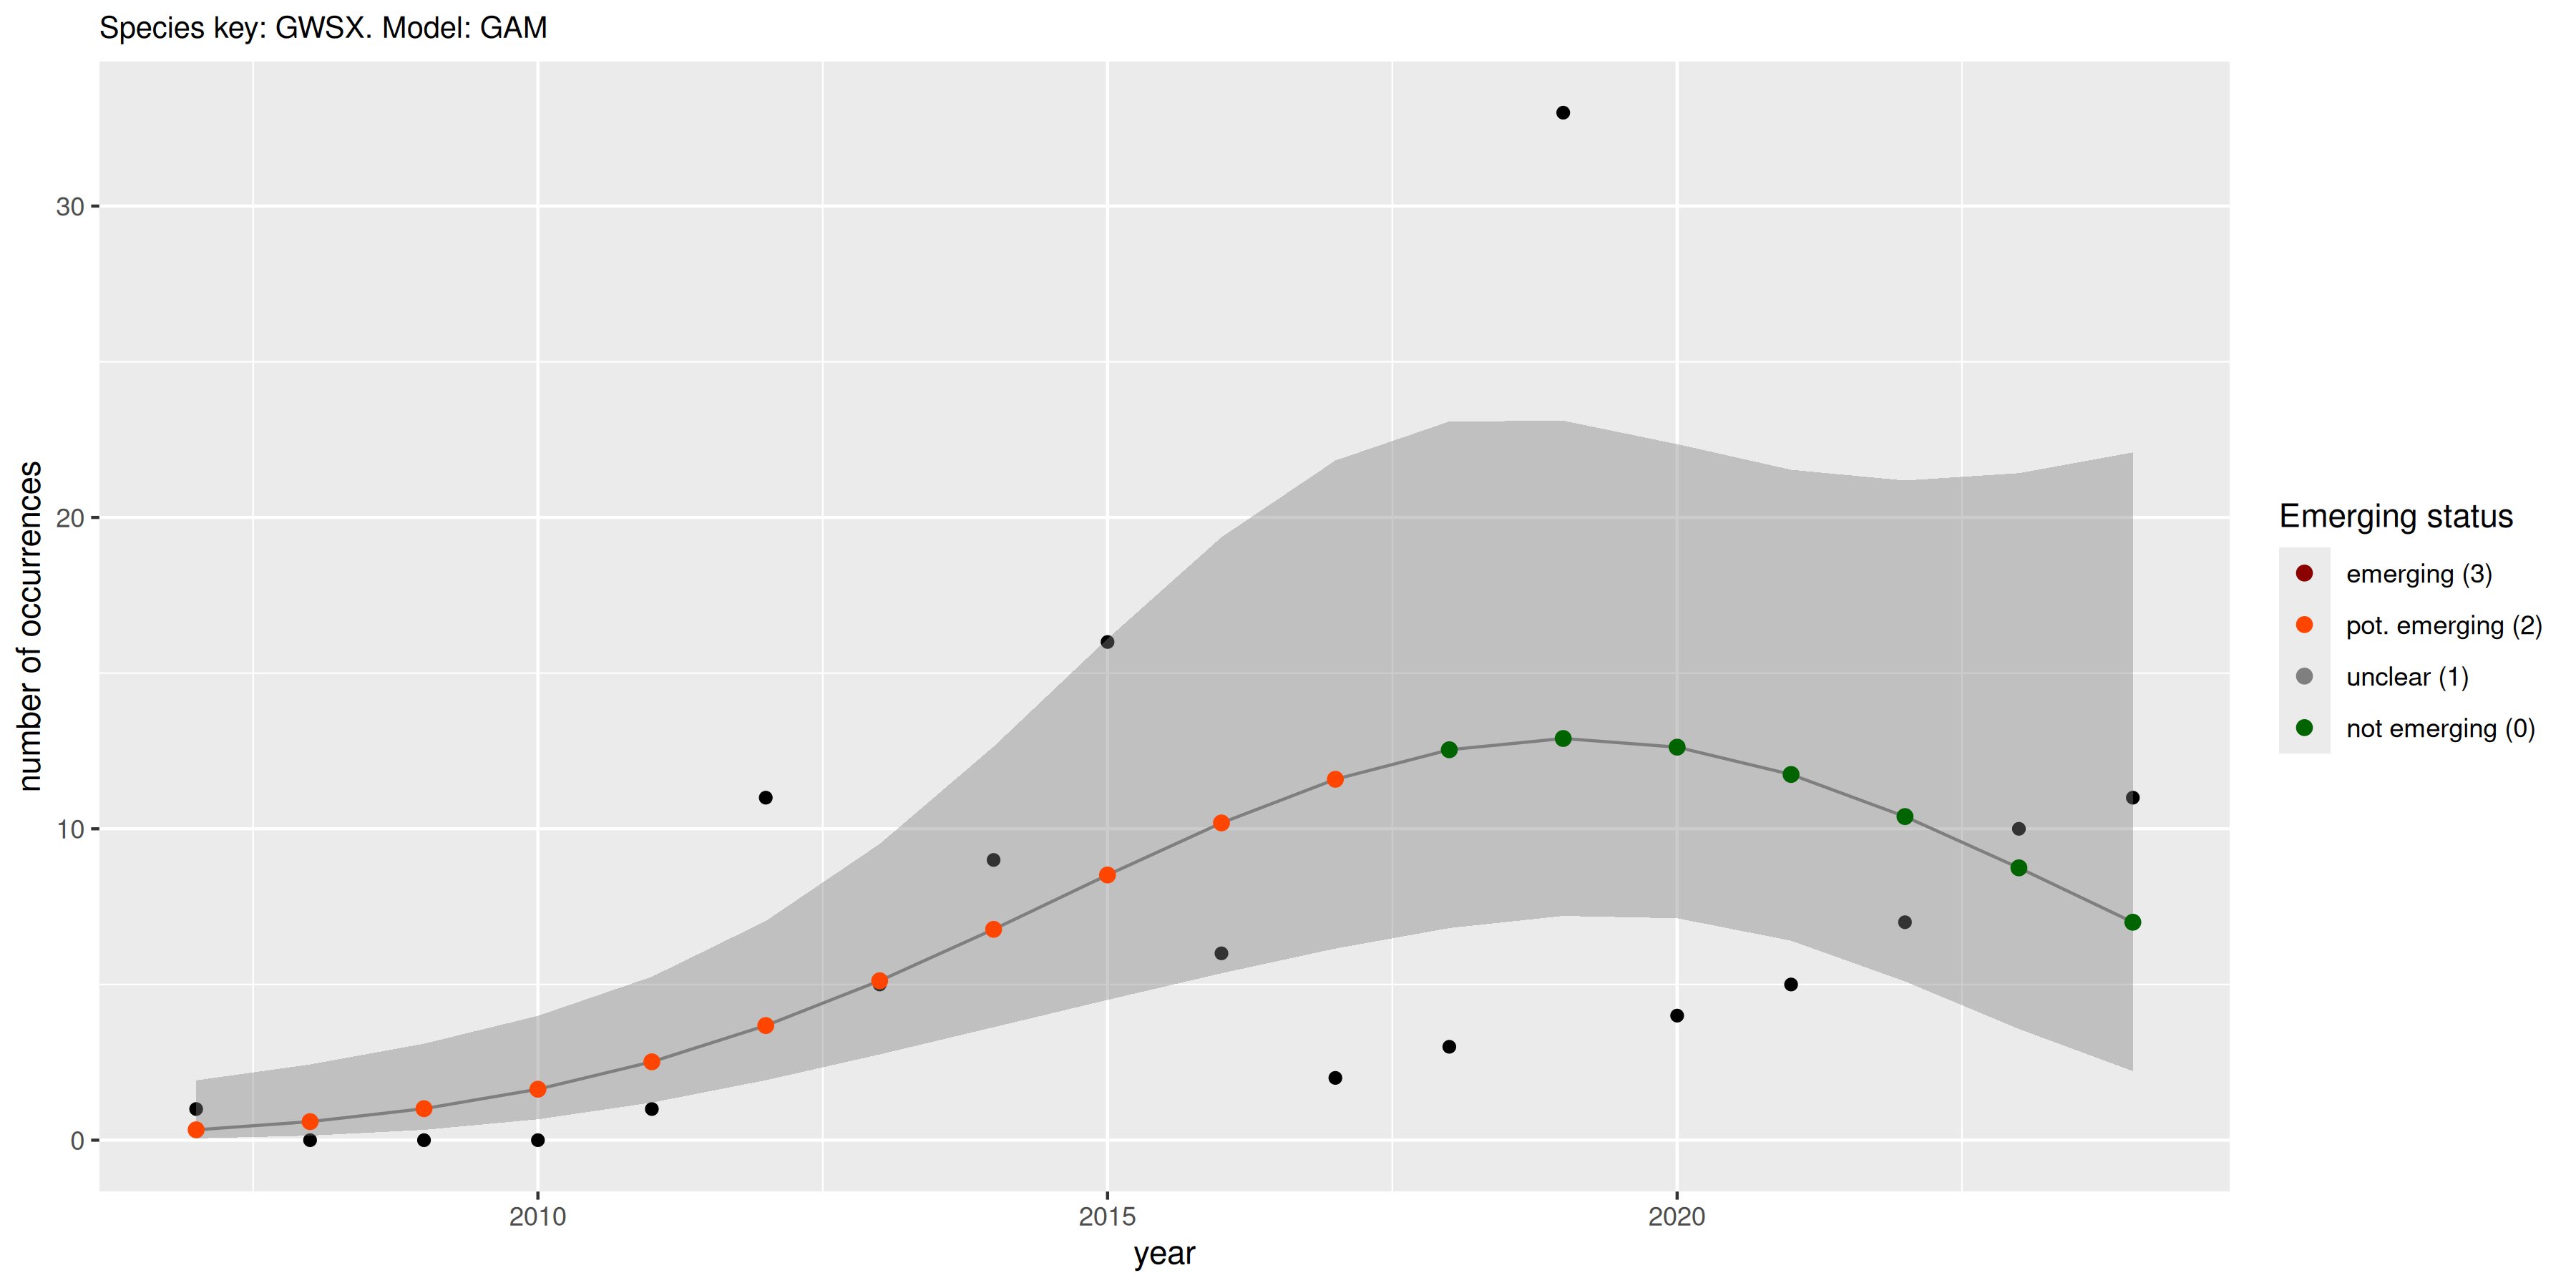 Species key: GWSX. Model: GAM
number of occurrences
30
20
10
0
2010
2015
2020
year
Emerging status
emerging (3)
pot. emerging (2)
unclear (1)
not emerging (0)